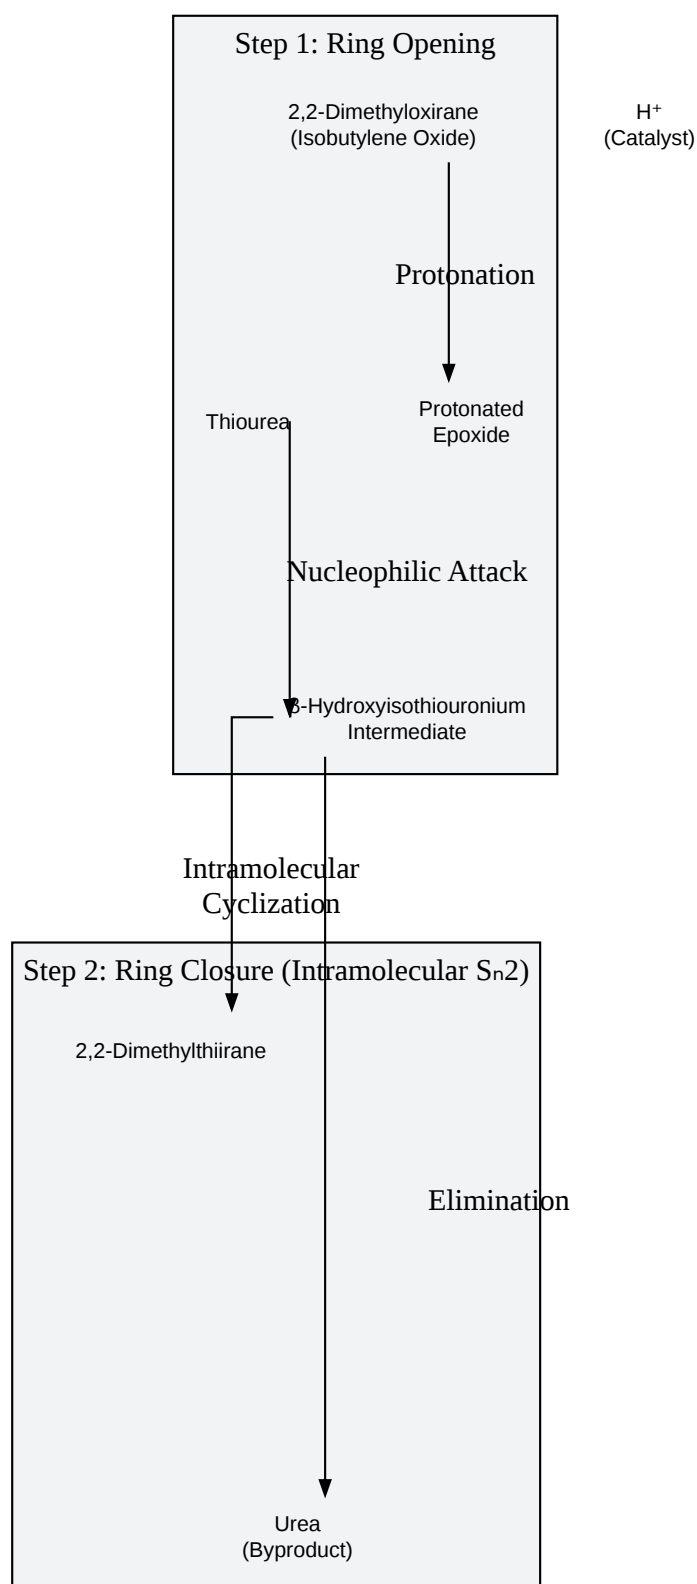 Step 1: Ring Opening
2,2-Dimethyloxirane
(Isobutylene Oxide)
H⁺
(Catalyst)
Protonation
Thiourea
Protonated
Epoxide
Nucleophilic Attack
β-Hydroxyisothiouronium
Intermediate
Intramolecular
Cyclization
Step 2: Ring Closure (Intramolecular Sₙ2)
2,2-Dimethylthiirane
Elimination
Urea
(Byproduct)